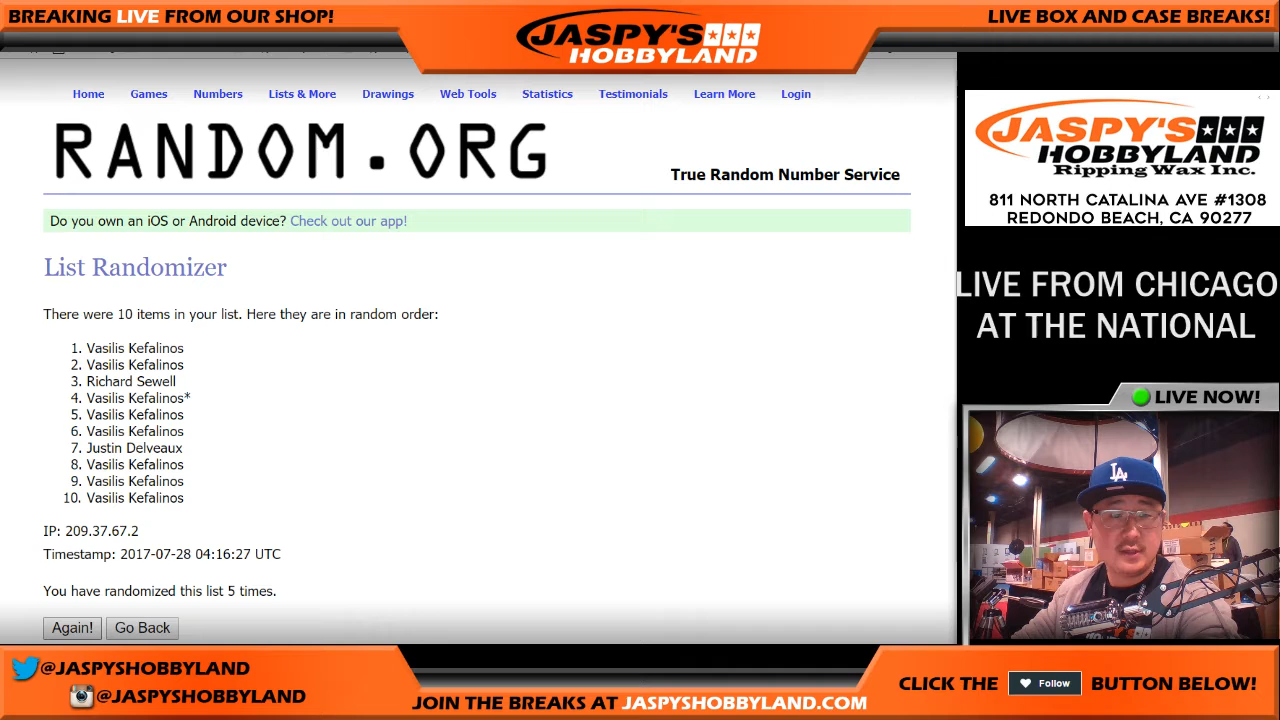 BREAKING LIVE FROM OUR SHOP!
JASPY'S
HOBBYLAND
LIVE BOX AND CASE BREAKS!
Home Games Numbers Lists & More Drawings Web Tools Statistics Testimonials Learn More Login
RANDOM.ORG
True Random Number Service
Do you own an iOS or Android device? Check out our app!
List Randomizer
There were 10 items in your list. Here they are in random order:
1. Vasilis Kefalinos
2. Vasilis Kefalinos
3. Richard Sewell
4. Vasilis Kefalinos*
5. Vasilis Kefalinos
6. Vasilis Kefalinos
7. Justin Delveaux
8. Vasilis Kefalinos
9. Vasilis Kefalinos
10. Vasilis Kefalinos
IP: 209.37.67.2
Timestamp: 2017-07-28 04:16:27 UTC
You have randomized this list 5 times.
Again! Go Back
JASPY'S
HOBBYLAND
Ripping Wax Inc.
811 NORTH CATALINA AVE #1308
REDONDO BEACH, CA 90277
LIVE FROM CHICAGO
AT THE NATIONAL
LIVE NOW!
LA
@JASPYSHOBBYLAND
@JASPYSHOBBYLAND
JOIN THE BREAKS AT JASPYSHOBBYLAND.COM
CLICK THE Follow BUTTON BELOW!